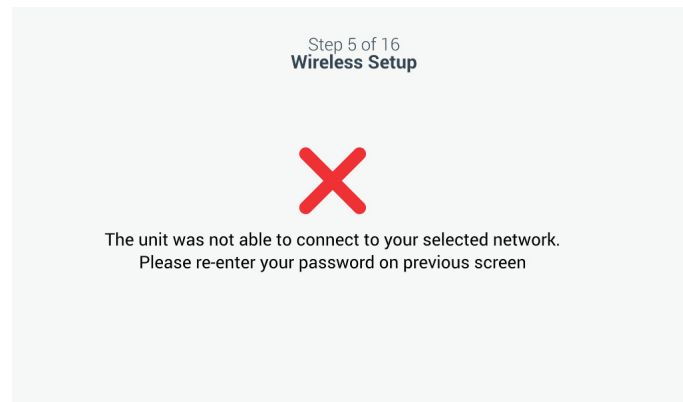 Step 5 of 16
Wireless Setup
The unit was not able to connect to your selected network.
Please re-enter your password on previous screen